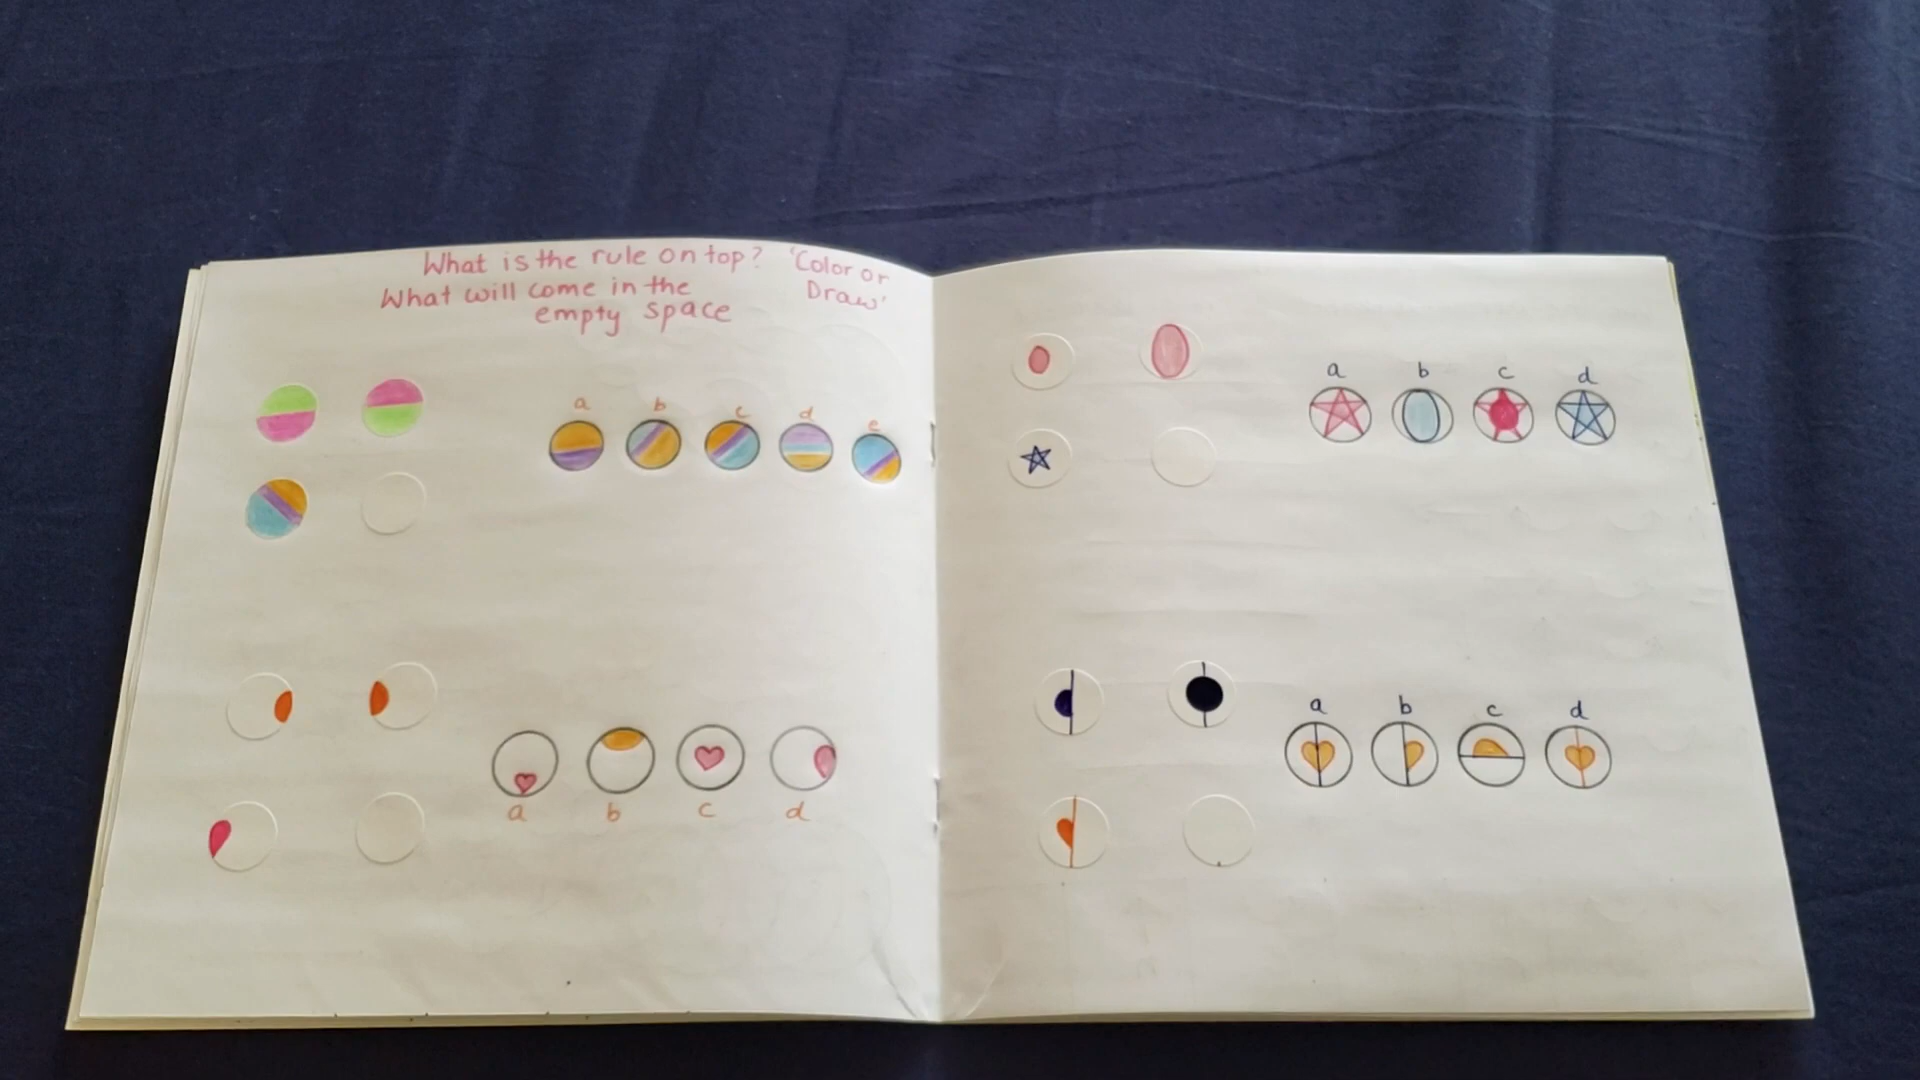 What is the rule on top? 'Color or
What will come in the Draw'
empty space
a b c d e
a b c d
a b c d
a b c d